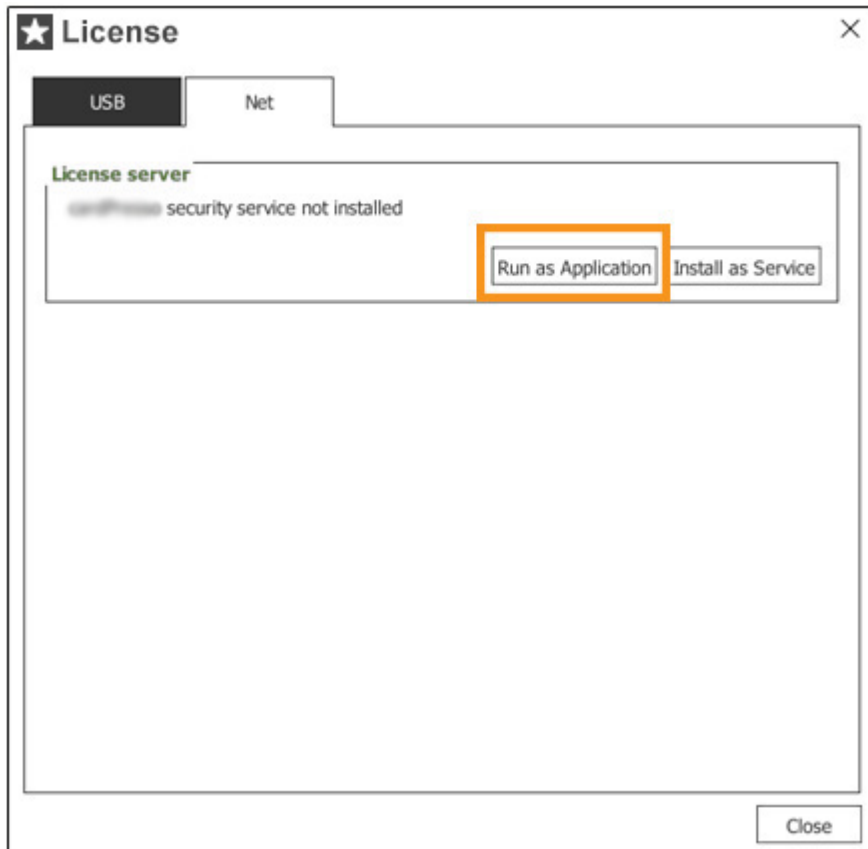 License
USB
Net
License server
security service not installed
Run as Application
Install as Service
Close